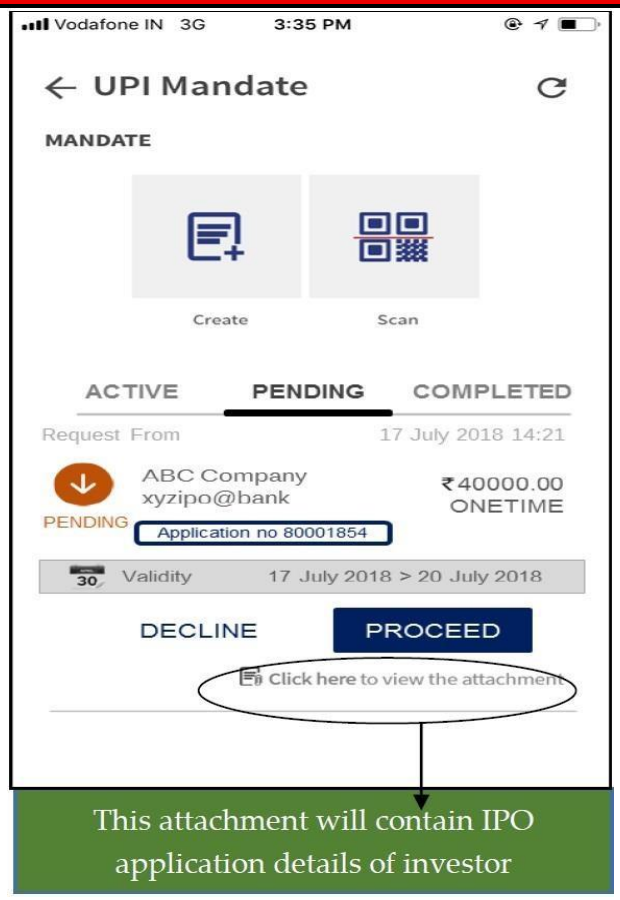 Vodafone IN 3G 3:35 PM
UPI Mandate
MANDATE
Create Scan
ACTIVE PENDING COMPLETED
Request From 17 July 2018 14:21
ABC Company ₹40000.00
xyzipo@bank ONETIME
PENDING
Application no 80001854
30 Validity 17 July 2018 > 20 July 2018
DECLINE PROCEED
Click here to view the attachment
This attachment will contain IPO
application details of investor